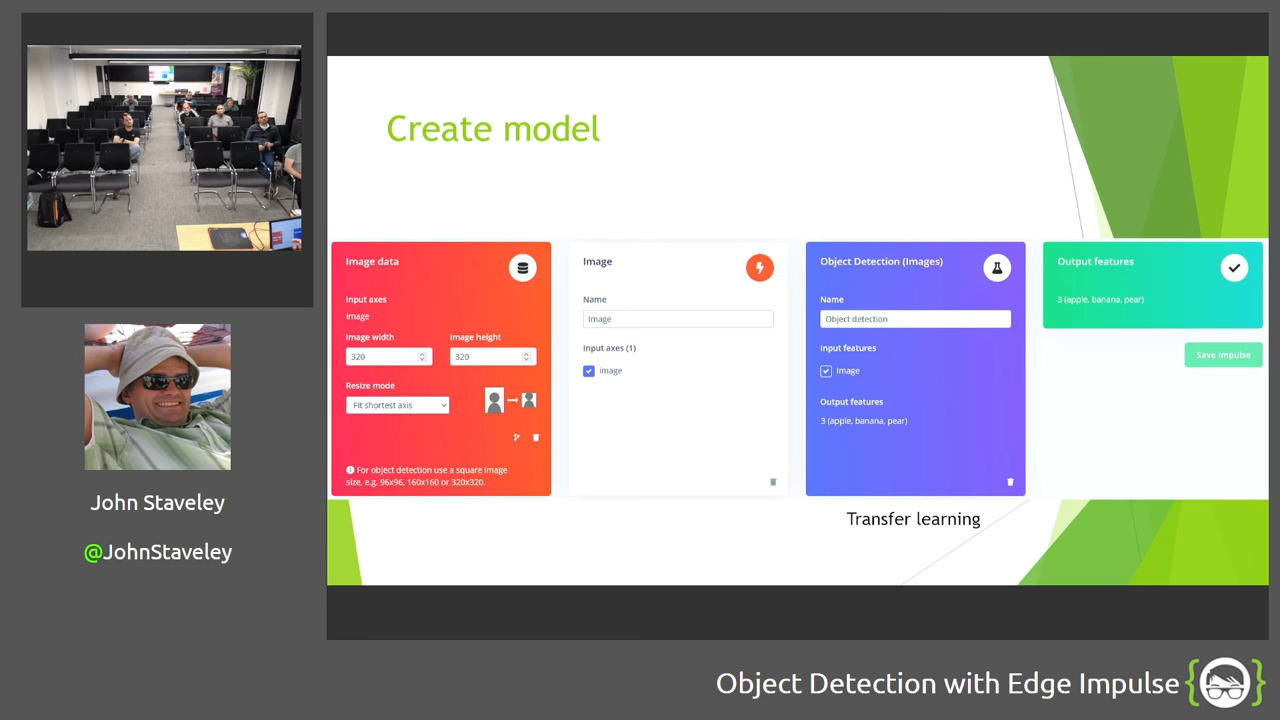 Create model
Image data
Input axes
image
Image width
Image height
320
320
Resize mode
Fit shortest axis
For object detection use a square image
size, e.g. 96x96, 160x160 or 320x320.
Image
Name
Image
Input axes (1)
image
Object Detection (Images)
Name
Object detection
Input features
Image
Output features
3 (apple, banana, pear)
Output features
3 (apple, banana, pear)
Save Impulse
Transfer learning
John Staveley
@JohnStaveley
Object Detection with Edge Impulse